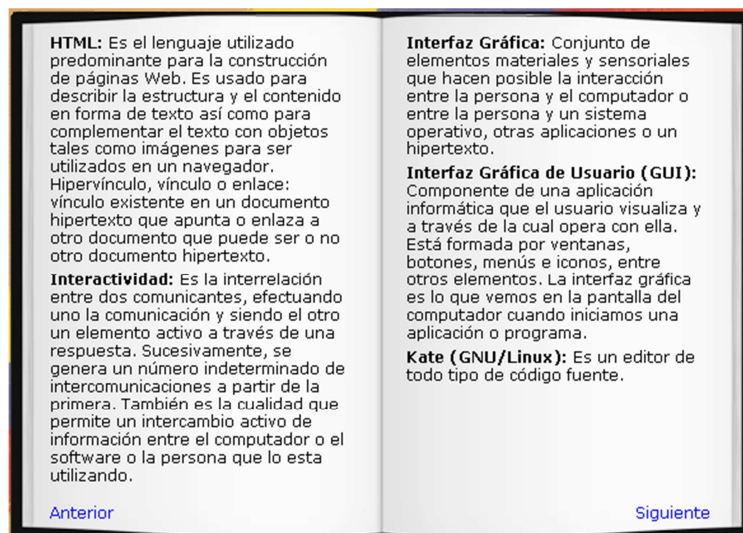 HTML: Es el lenguaje utilizado
predominante para la construcción
de páginas Web. Es usado para
describir la estructura y el contenido
en forma de texto así como para
complementar el texto con objetos
tales como imágenes para ser
utilizados en un navegador.
Hipervínculo, vínculo o enlace:
vínculo existente en un documento
hipertexto que apunta o enlaza a
otro documento que puede ser o no
otro documento hipertexto.
Interactividad: Es la interrelación
entre dos comunicantes, efectuando
uno la comunicación y siendo el otro
un elemento activo a través de una
respuesta. Sucesivamente, se
genera un número indeterminado de
intercomunicaciones a partir de la
primera. También es la cualidad que
permite un intercambio activo de
información entre el computador o el
software o la persona que lo esta
utilizando.
Anterior
Interfaz Gráfica: Conjunto de
elementos materiales y sensoriales
que hacen posible la interacción
entre la persona y el computador o
entre la persona y un sistema
operativo, otras aplicaciones o un
hipertexto.
Interfaz Gráfica de Usuario (GUI):
Componente de una aplicación
informática que el usuario visualiza y
a través de la cual opera con ella.
Está formada por ventanas,
botones, menús e iconos, entre
otros elementos. La interfaz gráfica
es lo que vemos en la pantalla del
computador cuando iniciamos una
aplicación o programa.
Kate (GNU/Linux): Es un editor de
todo tipo de código fuente.
Siguiente